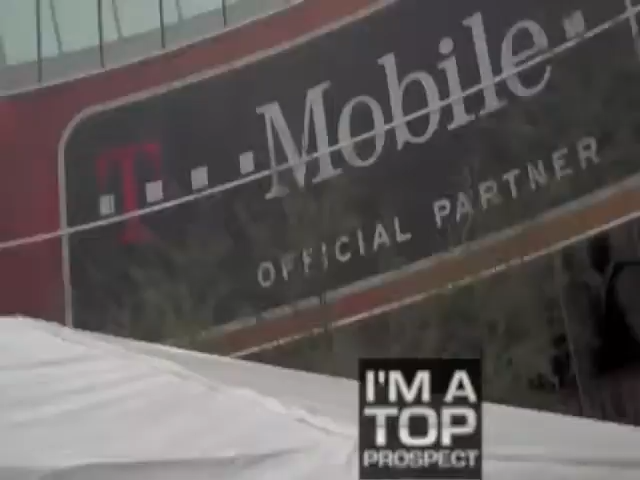 T Mobile
OFFICIAL PARTNER
I'M A
TOP
PROSPECT